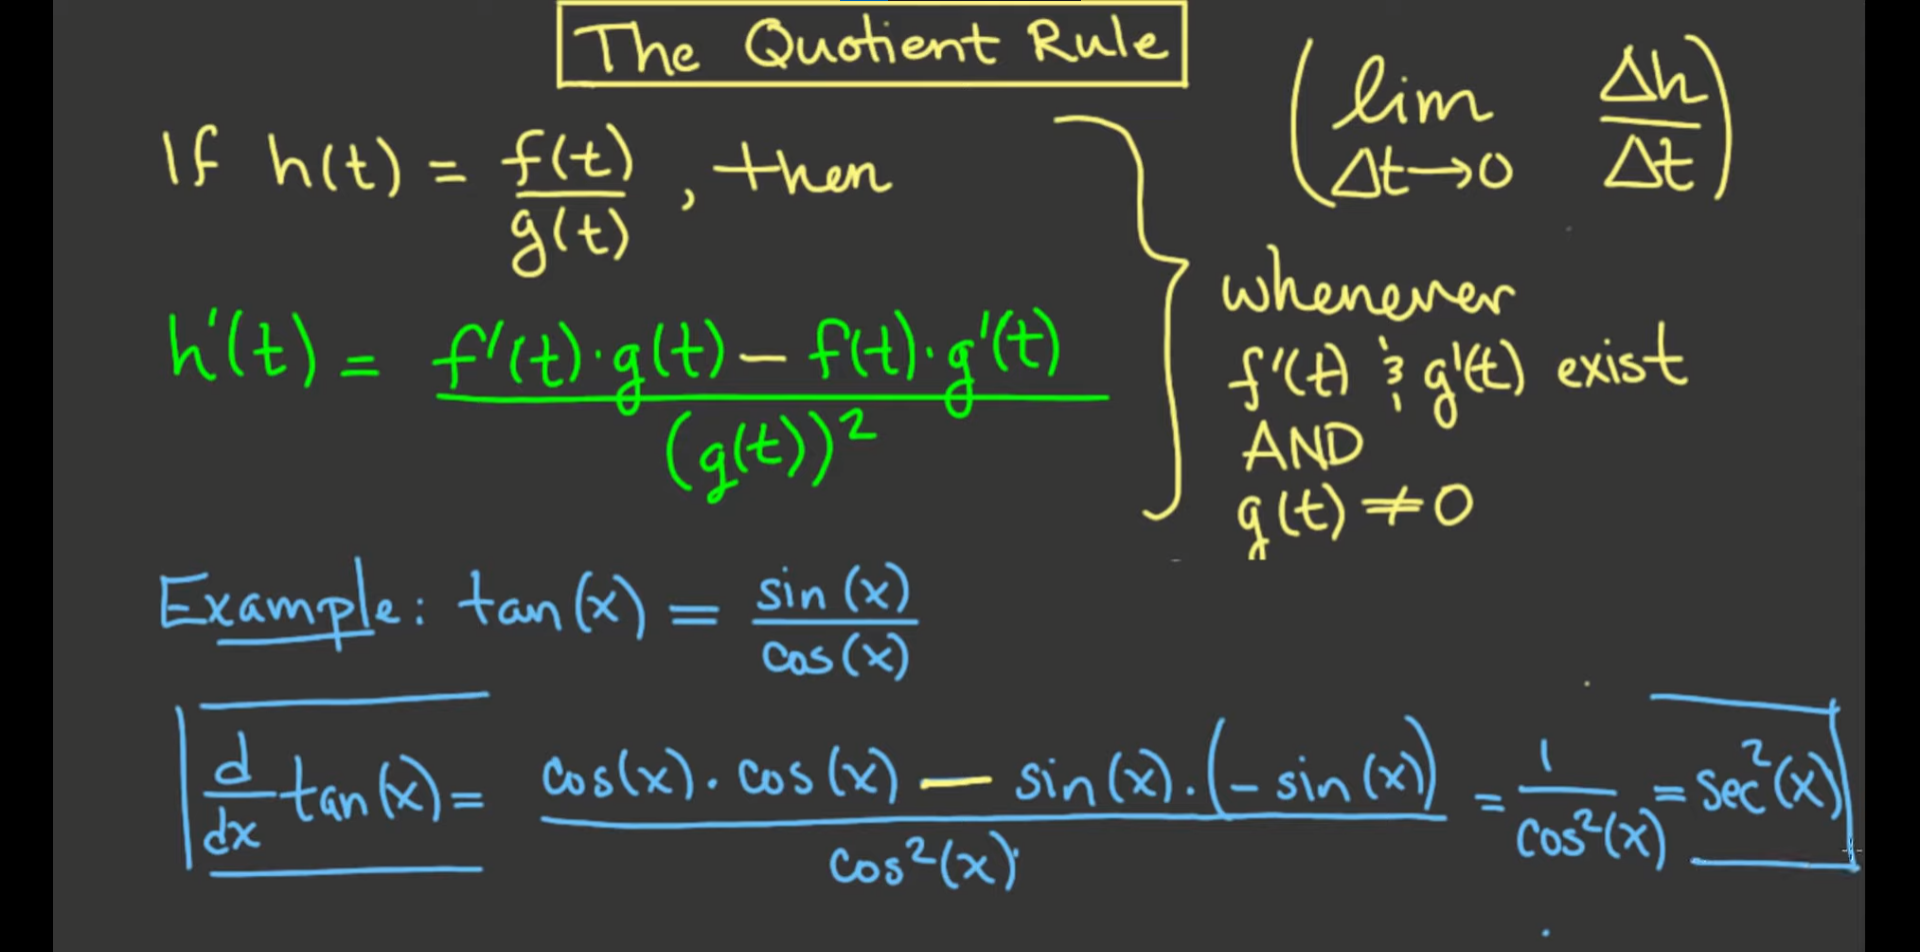 The Quotient Rule
If h(t) = f(t)/g(t), then
h'(t) = (f'(t)·g(t) − f(t)·g'(t))/(g(t))²
(lim Δt→0 Δh/Δt)
whenever
f'(t) & g'(t) exist
AND
g(t) ≠ 0
Example: tan(x) = sin(x)/cos(x)
d/dx tan(x) = (cos(x)·cos(x) − sin(x)·(−sin(x)))/cos²(x) = 1/cos²(x) = sec²(x)